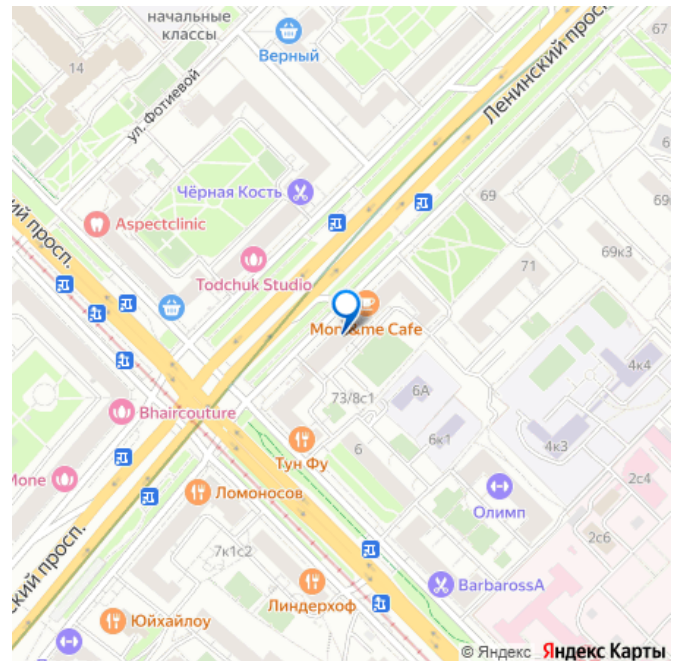 начальные
классы
Верный
67
14
Ленинский просп.
ул. Фотиевой
Чёрная Кость
6
69
69
Aspectclinic
ский просп.
69к3
71
Todchuk Studio
Mon&me Cafe
4к4
73/8с1
6А
Bhaircouture
6к1
4к3
6
Тун Фу
2с4
Mone
Ломоносов
Олимп
2с6
7к1с2
ский просп.
BarbarossA
Линдерхоф
Юйхайлоу
© Яндекс Яндекс Карты